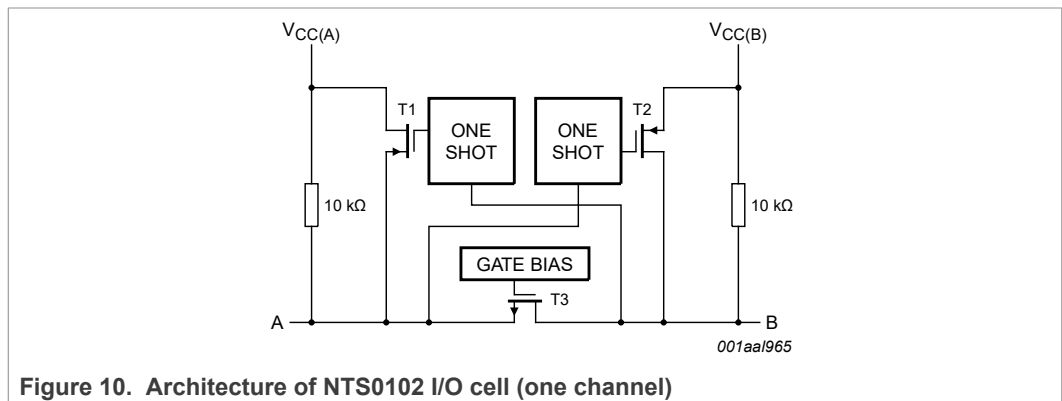 VCC(A) VCC(B)
T1 T2
ONE SHOT ONE SHOT
10 kΩ 10 kΩ
GATE BIAS
T3
A B
001aal965
Figure 10. Architecture of NTS0102 I/O cell (one channel)